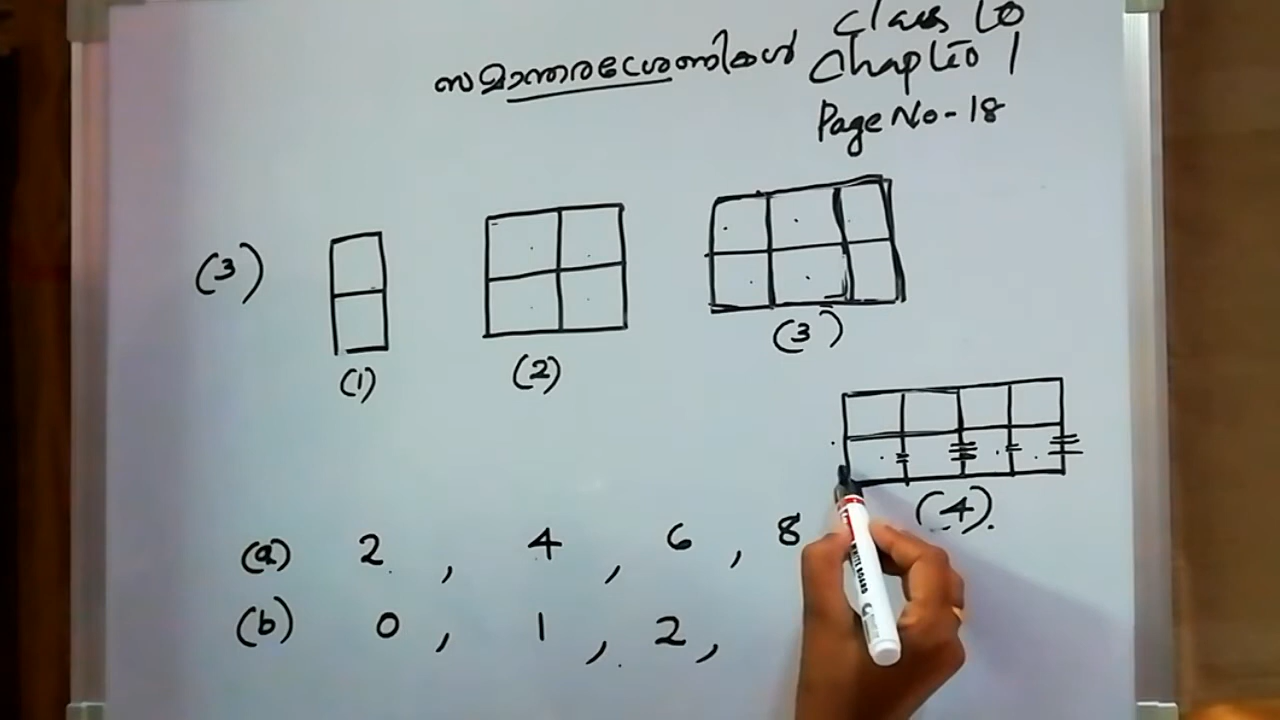 സമാന്തരശ്രേണികൾ
Class 10
Chapter 1
Page No - 18
(3)
(1)
(2)
(3)
(4).
(a) 2 , 4 , 6 , 8
(b) 0 , 1 , 2 ,